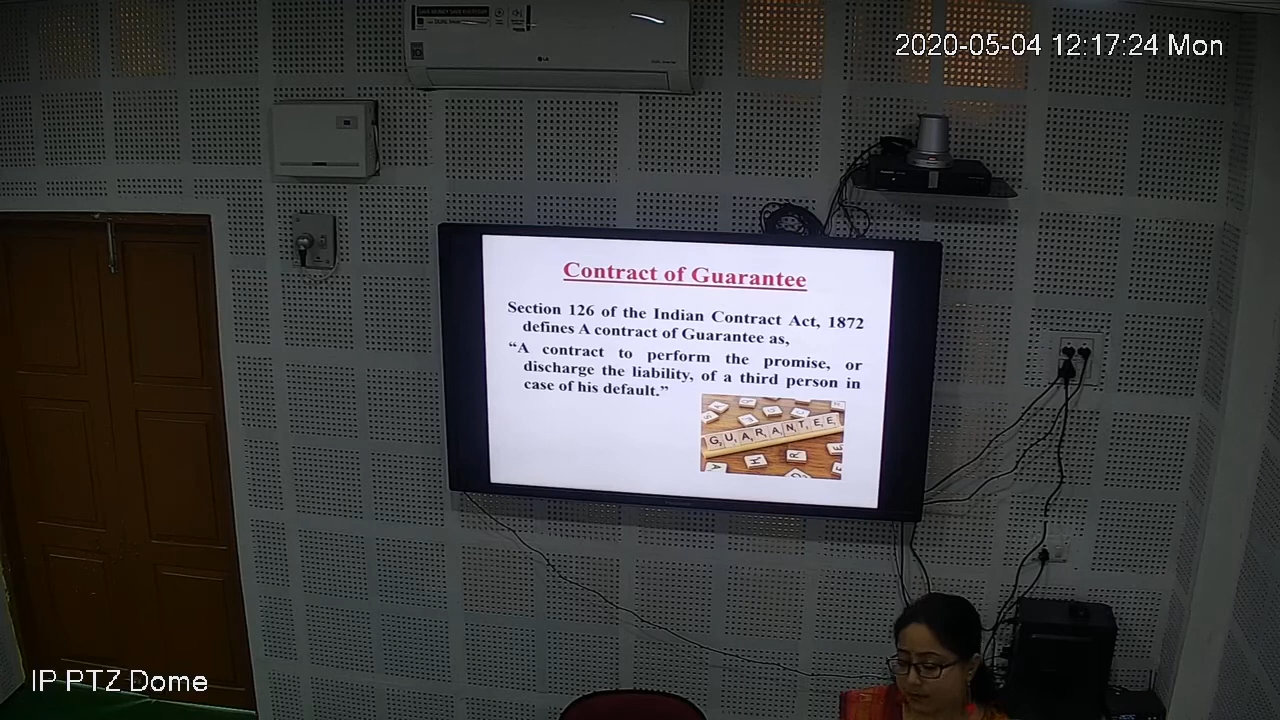 2020-05-04 12:17:24 Mon
LG
Contract of Guarantee
Section 126 of the Indian Contract Act, 1872
defines A contract of Guarantee as,
“A contract to perform the promise, or
discharge the liability, of a third person in
case of his default.”
GUARANTEE
IP PTZ Dome